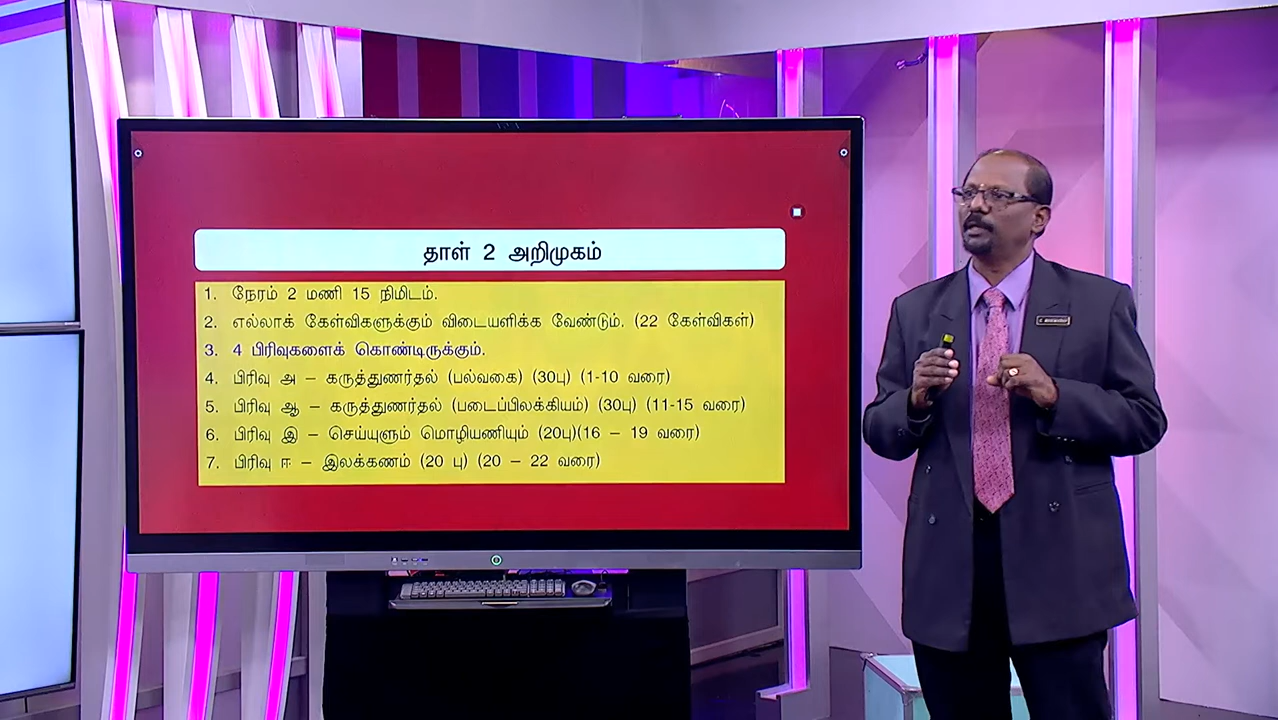 தாள் 2 அறிமுகம்
1. நேரம் 2 மணி 15 நிமிடம்.
2. எல்லாக் கேள்விகளுக்கும் விடையளிக்க வேண்டும். (22 கேள்விகள்)
3. 4 பிரிவுகளைக் கொண்டிருக்கும்.
4. பிரிவு அ – கருத்துணர்தல் (பல்வகை) (30பு) (1-10 வரை)
5. பிரிவு ஆ – கருத்துணர்தல் (படைப்பிலக்கியம்) (30பு) (11-15 வரை)
6. பிரிவு இ – செய்யுளும் மொழியணியும் (20பு)(16 – 19 வரை)
7. பிரிவு ஈ – இலக்கணம் (20 பு) (20 – 22 வரை)